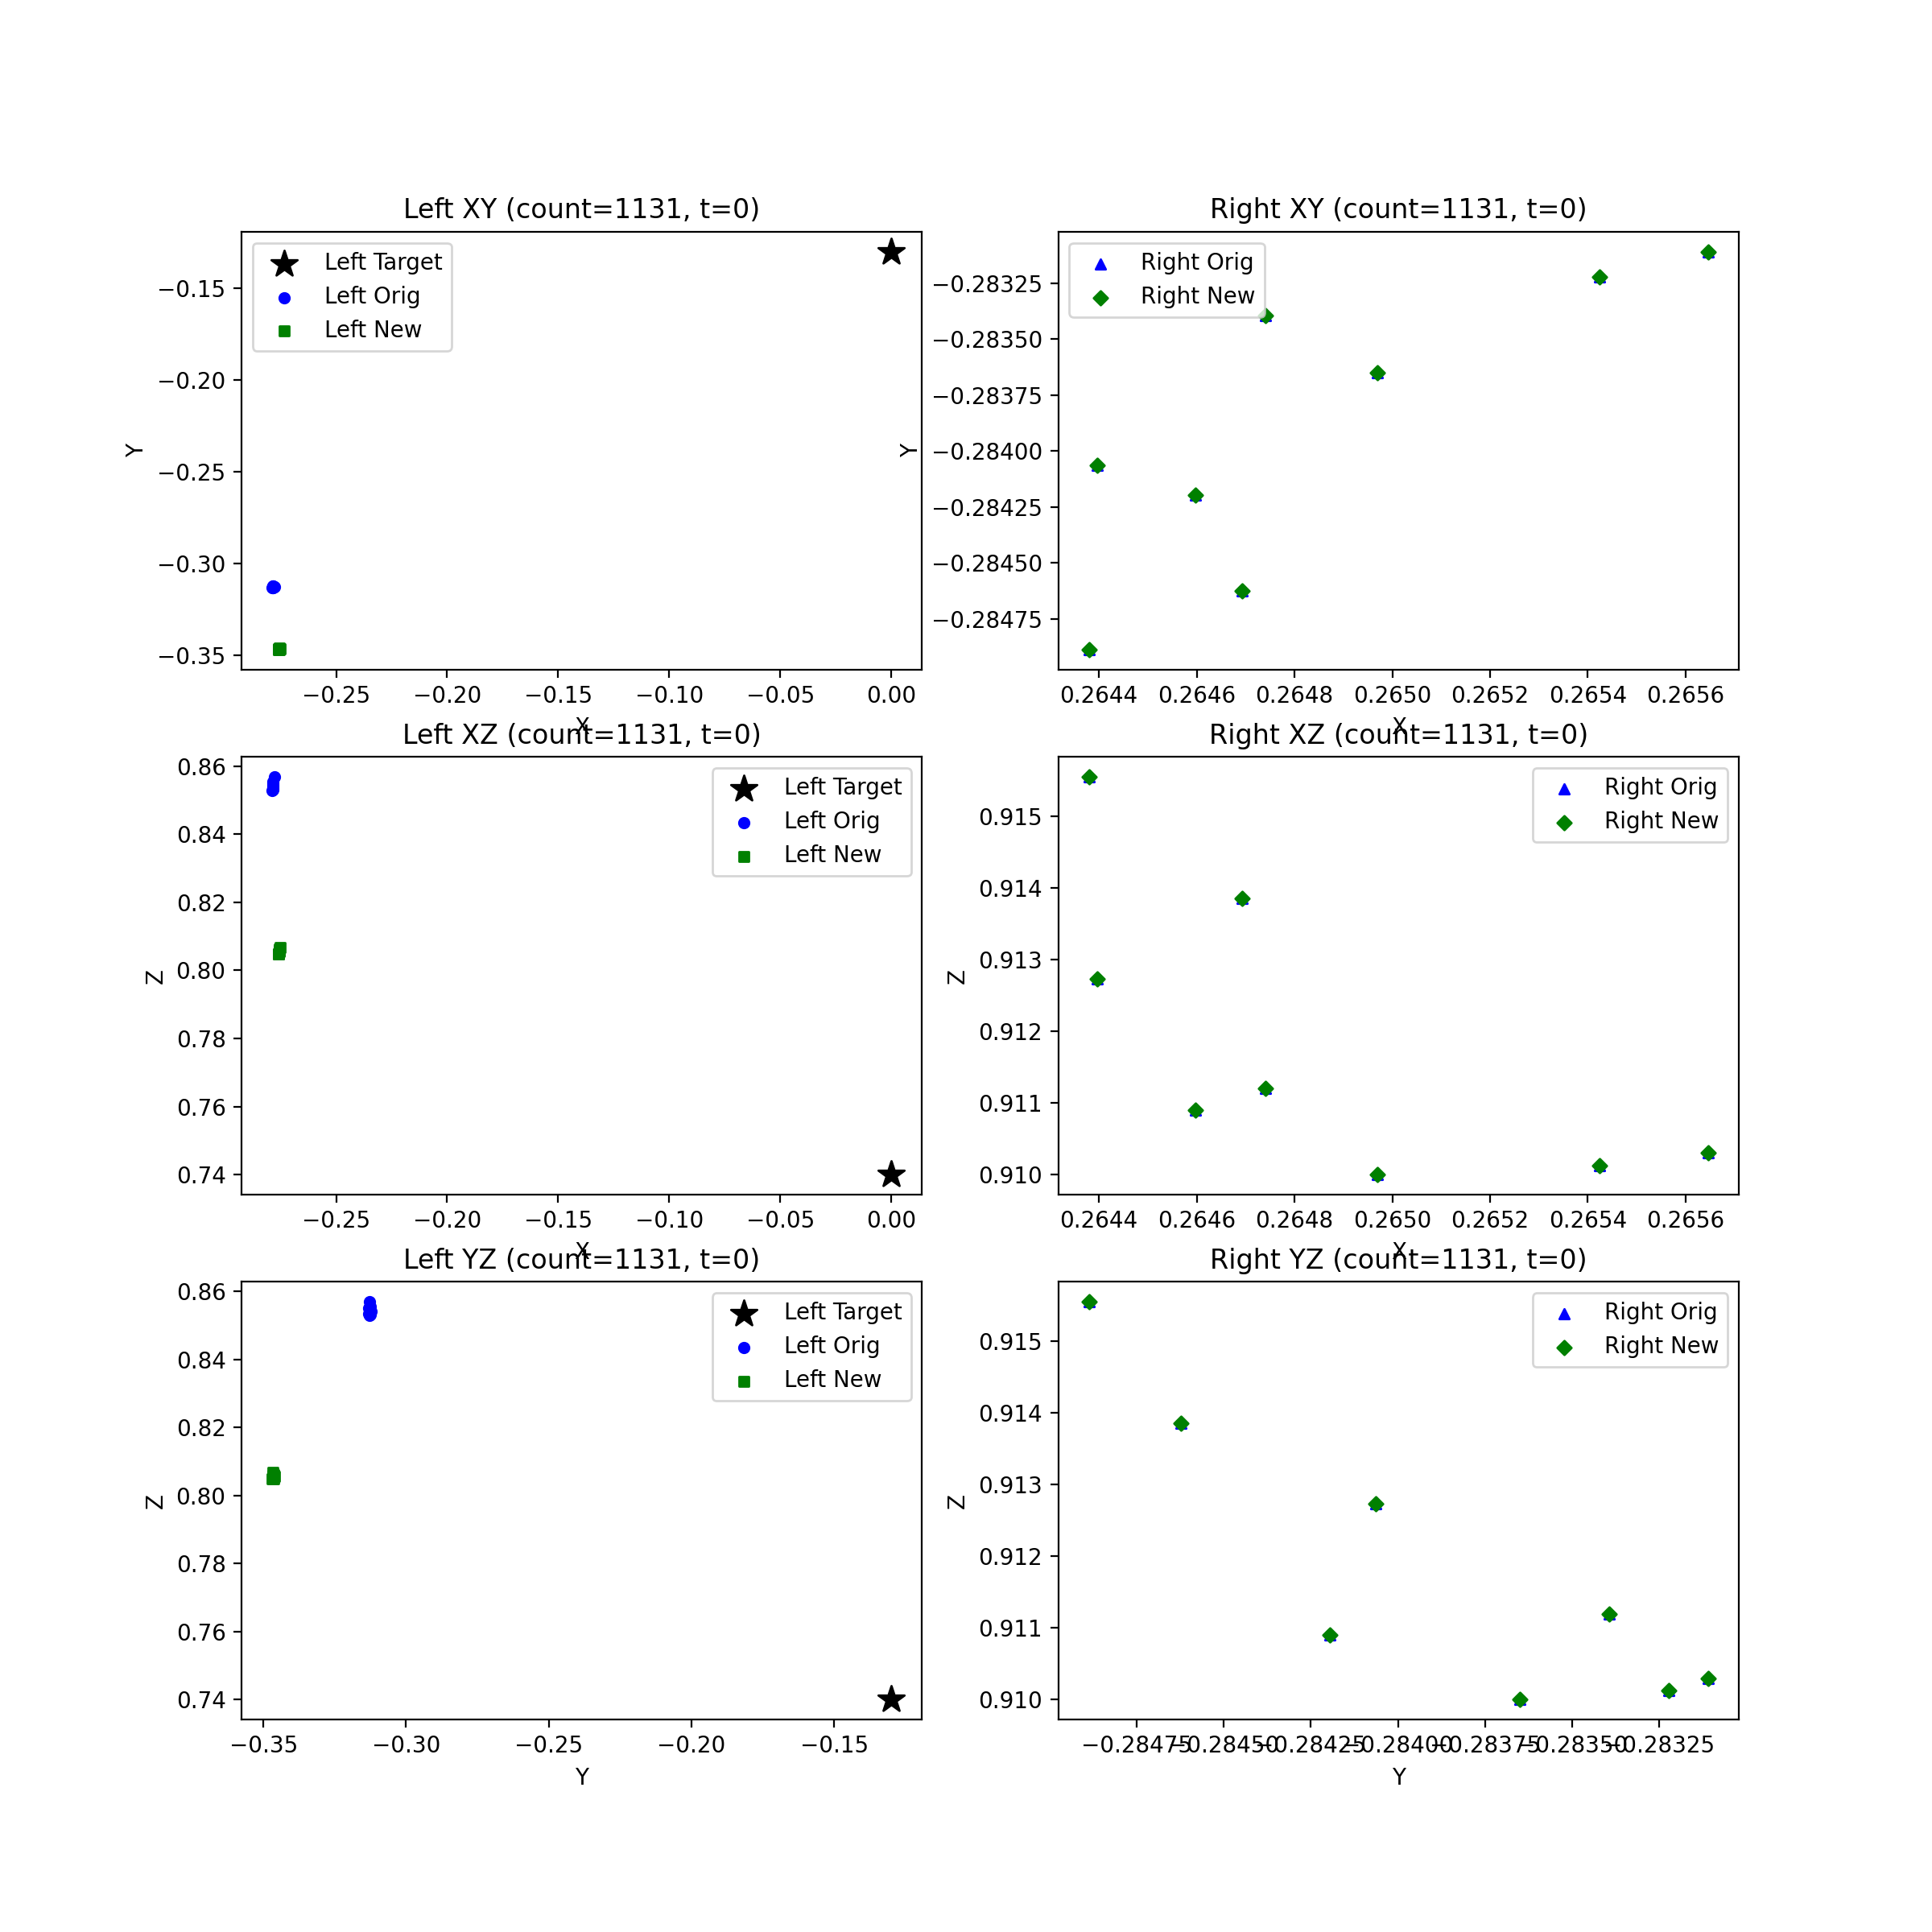 Left XY (count=1131, t=0)
Left Target
Left Orig
Left New
−0.15
−0.20
−0.25
−0.30
−0.35
Y
−0.25 −0.20 −0.15 −0.10 −0.05 0.00
X
Right XY (count=1131, t=0)
Right Orig
Right New
−0.28325
−0.28350
−0.28375
−0.28400
−0.28425
−0.28450
−0.28475
Y
0.2644 0.2646 0.2648 0.2650 0.2652 0.2654 0.2656
X
Left XZ (count=1131, t=0)
Left Target
Left Orig
Left New
0.86
0.84
0.82
0.80
0.78
0.76
0.74
Z
−0.25 −0.20 −0.15 −0.10 −0.05 0.00
X
Right XZ (count=1131, t=0)
Right Orig
Right New
0.915
0.914
0.913
0.912
0.911
0.910
Z
0.2644 0.2646 0.2648 0.2650 0.2652 0.2654 0.2656
X
Left YZ (count=1131, t=0)
Left Target
Left Orig
Left New
0.86
0.84
0.82
0.80
0.78
0.76
0.74
Z
−0.35 −0.30 −0.25 −0.20 −0.15
Y
Right YZ (count=1131, t=0)
Right Orig
Right New
0.915
0.914
0.913
0.912
0.911
0.910
Z
−0.28475 −0.28450 −0.28425 −0.28400 −0.28375 −0.28350 −0.28325
Y